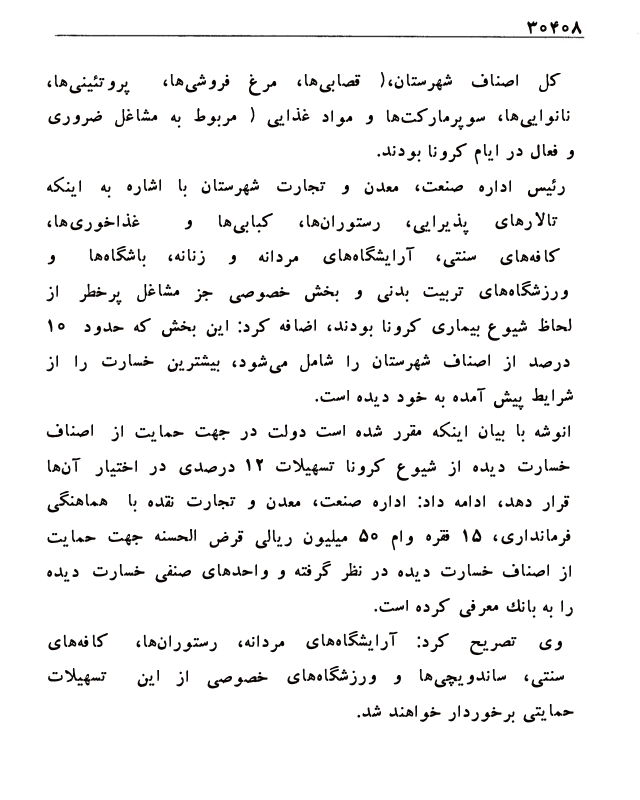 ۳۰۴۰۸
کل اصناف شهرستان،( قصابی‌ها، مرغ فروشی‌ها، پروتئینی‌ها،
نانوایی‌ها، سوپرمارکت‌ها و مواد غذایی ( مربوط به مشاغل ضروری
و فعال در ایام کرونا بودند.
رئیس اداره صنعت، معدن و تجارت شهرستان با اشاره به اینکه
تالارهای پذیرایی، رستوران‌ها، کبابی‌ها و غذاخوری‌ها،
کافه‌های سنتی، آرایشگاه‌های مردانه و زنانه، باشگاه‌ها و
ورزشگاه‌های تربیت بدنی و بخش خصوصی جز مشاغل پرخطر از
لحاظ شیوع بیماری کرونا بودند، اضافه کرد: این بخش که حدود ۱۰
درصد از اصناف شهرستان را شامل می‌شود، بیشترین خسارت را از
شرایط پیش آمده به خود دیده است.
انوشه با بیان اینکه مقرر شده است دولت در جهت حمایت از اصناف
خسارت دیده از شیوع کرونا تسهیلات ۱۲ درصدی در اختیار آن‌ها
قرار دهد، ادامه داد: اداره صنعت، معدن و تجارت نقده با هماهنگی
فرمانداری، ۱۵ فقره وام ۵۰ میلیون ریالی قرض الحسنه جهت حمایت
از اصناف خسارت دیده در نظر گرفته و واحدهای صنفی خسارت دیده
را به بانك معرفی کرده است.
وی تصریح کرد: آرایشگاه‌های مردانه، رستوران‌ها، کافه‌های
سنتی، ساندویچی‌ها و ورزشگاه‌های خصوصی از این تسهیلات
حمایتی برخوردار خواهند شد.